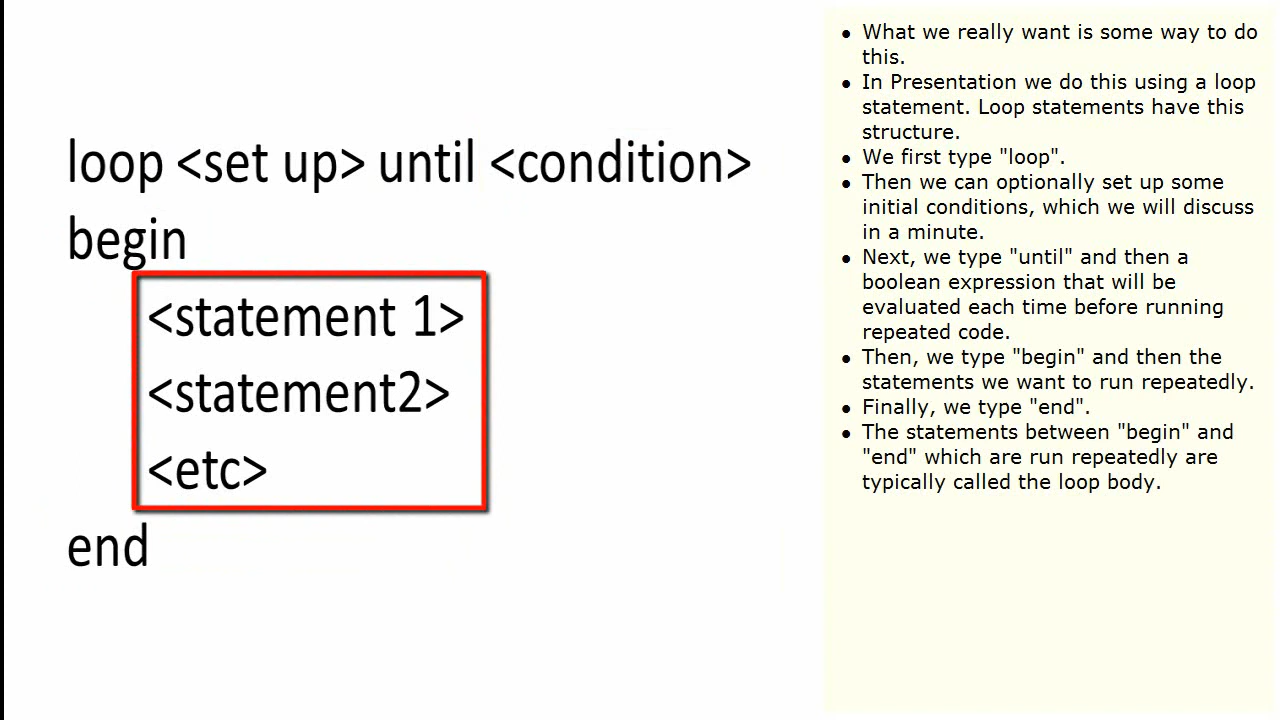 loop <set up> until <condition>
begin
<statement 1>
<statement2>
<etc>
end
● What we really want is some way to do
this.
● In Presentation we do this using a loop
statement. Loop statements have this
structure.
● We first type "loop".
● Then we can optionally set up some
initial conditions, which we will discuss
in a minute.
● Next, we type "until" and then a
boolean expression that will be
evaluated each time before running
repeated code.
● Then, we type "begin" and then the
statements we want to run repeatedly.
● Finally, we type "end".
● The statements between "begin" and
"end" which are run repeatedly are
typically called the loop body.